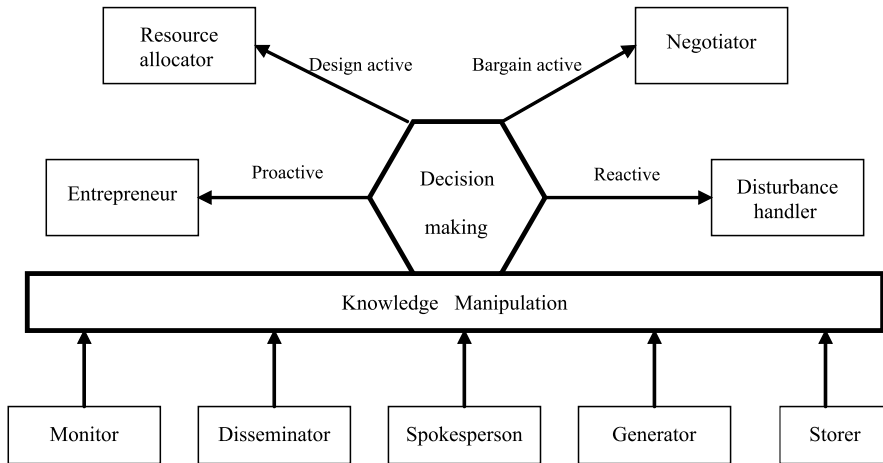 Resource
allocator
Negotiator
Design active
Bargain active
Entrepreneur
Proactive
Decision
making
Reactive
Disturbance
handler
Knowledge Manipulation
Monitor
Disseminator
Spokesperson
Generator
Storer